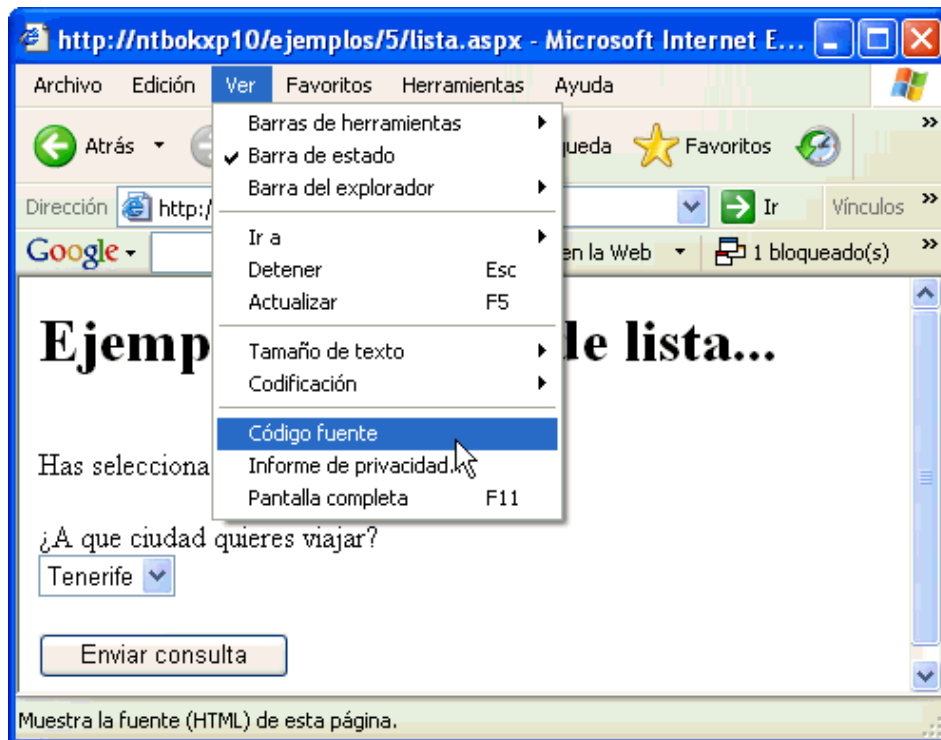 http://ntbokxp10/ejemplos/5/lista.aspx - Microsoft Internet E...
Archivo Edición Ver Favoritos Herramientas Ayuda
Atrás ueda Favoritos »
Dirección http:/ Ir Vínculos »
Google en la Web 1 bloqueado(s) »
Barras de herramientas
Barra de estado
Barra del explorador
Ir a
Detener Esc
Actualizar F5
Tamaño de texto
Codificación
Código fuente
Informe de privacidad..
Pantalla completa F11
Ejemp le lista...
Has selecciona
¿A que ciudad quieres viajar?
Tenerife
Enviar consulta
Muestra la fuente (HTML) de esta página.